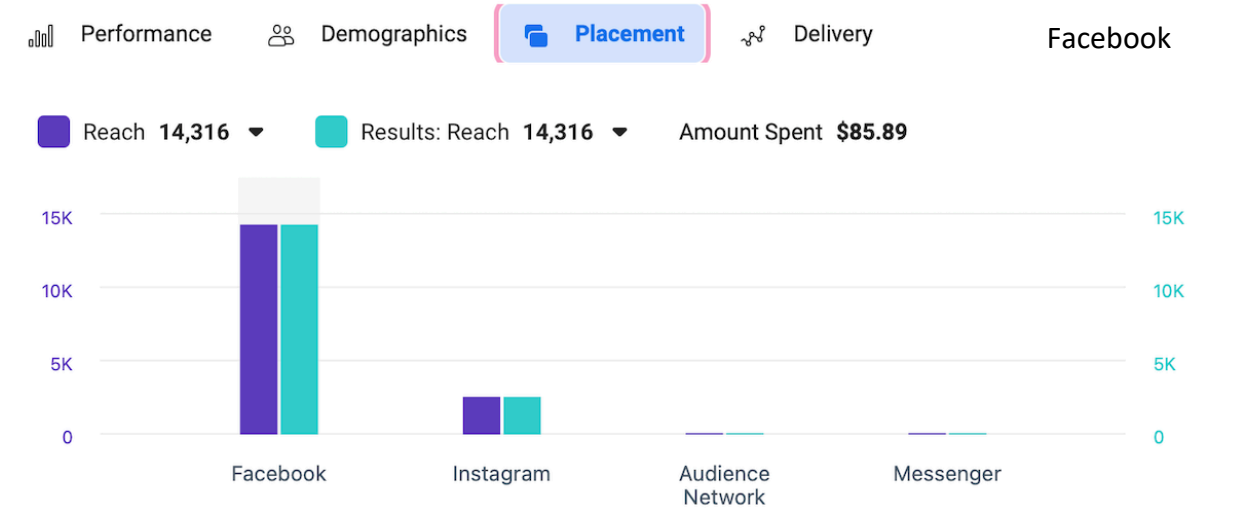 Performance Demographics Placement Delivery Facebook
Reach 14,316 Results: Reach 14,316 Amount Spent $85.89
15K 15K
10K 10K
5K 5K
0 0
Facebook Instagram Audience Network Messenger